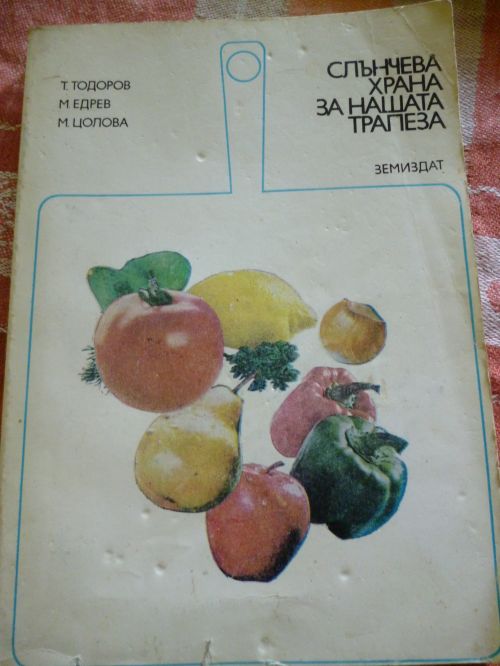 Т. ТОДОРОВ
М. ЕДРЕВ
М. ЦОЛОВА
СЛЪНЧЕВА
ХРАНА
ЗА НАШАТА
ТРАПЕЗА
ЗЕМИЗДАТ